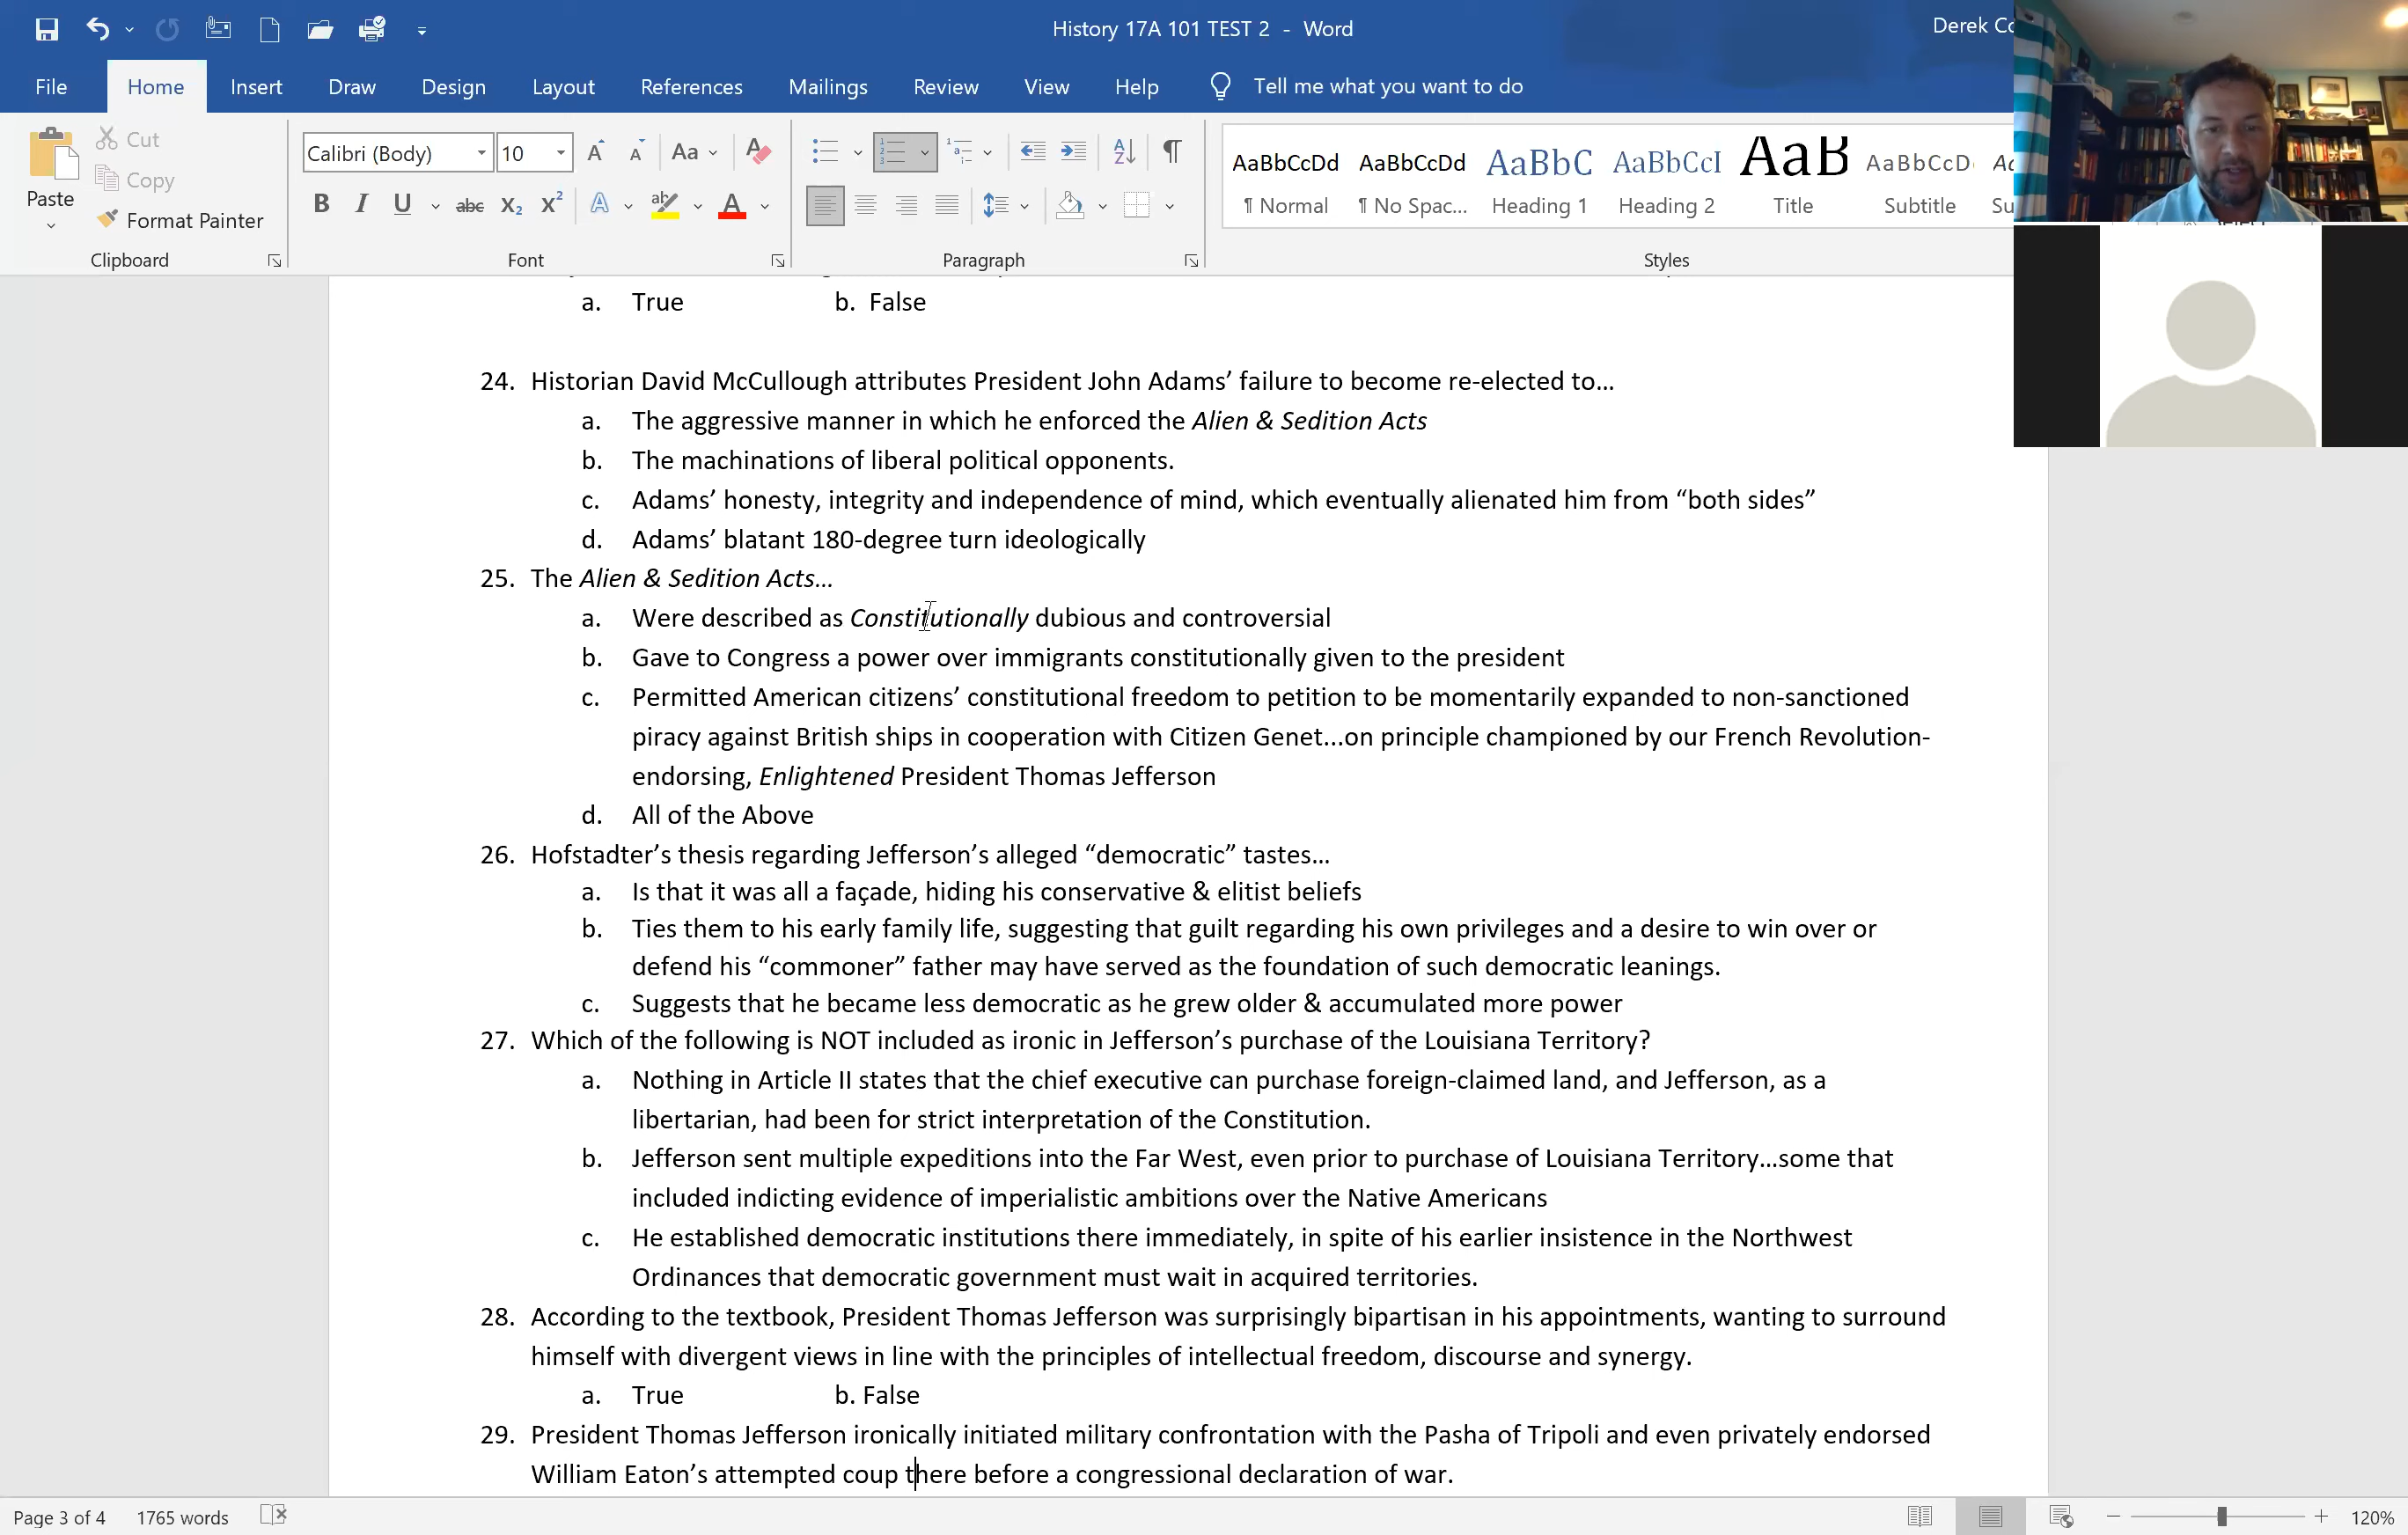 History 17A 101 TEST 2 - Word
Derek Co
File Home Insert Draw Design Layout References Mailings Review View Help Tell me what you want to do
Paste
Cut
Copy
Format Painter
Clipboard
Calibri (Body) 10
Font
Paragraph
AaBbCcDd AaBbCcDd AaBbC AaBbCcI AaB AaBbCcD
¶ Normal ¶ No Spac... Heading 1 Heading 2 Title Subtitle Su
Styles
a. True b. False
24. Historian David McCullough attributes President John Adams’ failure to become re-elected to…
a. The aggressive manner in which he enforced the Alien & Sedition Acts
b. The machinations of liberal political opponents.
c. Adams’ honesty, integrity and independence of mind, which eventually alienated him from “both sides”
d. Adams’ blatant 180-degree turn ideologically
25. The Alien & Sedition Acts…
a. Were described as Constitutionally dubious and controversial
b. Gave to Congress a power over immigrants constitutionally given to the president
c. Permitted American citizens’ constitutional freedom to petition to be momentarily expanded to non-sanctioned
piracy against British ships in cooperation with Citizen Genet…on principle championed by our French Revolution-
endorsing, Enlightened President Thomas Jefferson
d. All of the Above
26. Hofstadter’s thesis regarding Jefferson’s alleged “democratic” tastes…
a. Is that it was all a façade, hiding his conservative & elitist beliefs
b. Ties them to his early family life, suggesting that guilt regarding his own privileges and a desire to win over or
defend his “commoner” father may have served as the foundation of such democratic leanings.
c. Suggests that he became less democratic as he grew older & accumulated more power
27. Which of the following is NOT included as ironic in Jefferson’s purchase of the Louisiana Territory?
a. Nothing in Article II states that the chief executive can purchase foreign-claimed land, and Jefferson, as a
libertarian, had been for strict interpretation of the Constitution.
b. Jefferson sent multiple expeditions into the Far West, even prior to purchase of Louisiana Territory…some that
included indicting evidence of imperialistic ambitions over the Native Americans
c. He established democratic institutions there immediately, in spite of his earlier insistence in the Northwest
Ordinances that democratic government must wait in acquired territories.
28. According to the textbook, President Thomas Jefferson was surprisingly bipartisan in his appointments, wanting to surround
himself with divergent views in line with the principles of intellectual freedom, discourse and synergy.
a. True b. False
29. President Thomas Jefferson ironically initiated military confrontation with the Pasha of Tripoli and even privately endorsed
William Eaton’s attempted coup there before a congressional declaration of war.
Page 3 of 4 1765 words 120%